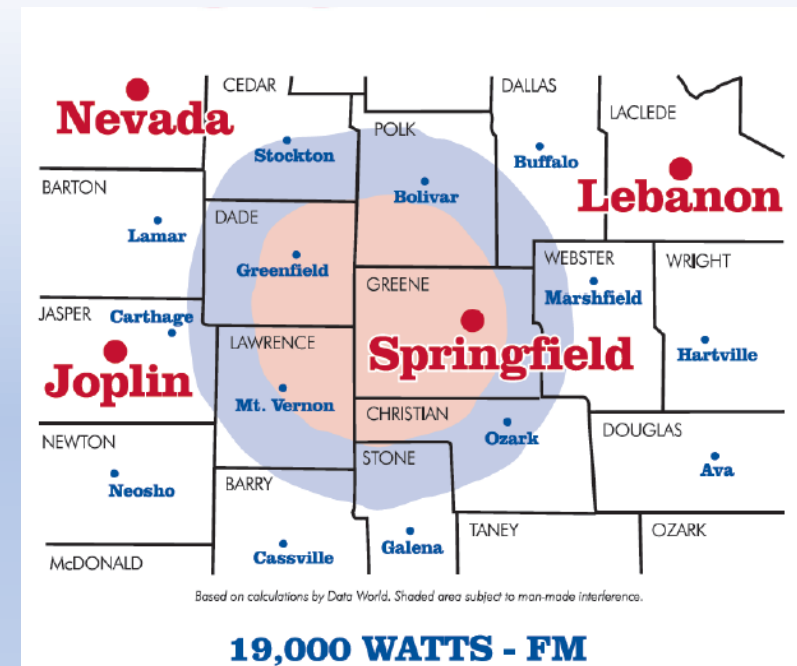 CEDAR
DALLAS
Nevada
LACLEDE
POLK
Stockton
Buffalo
BARTON
Bolivar
Lebanon
DADE
Lamar
Greenfield
WEBSTER
WRIGHT
GREENE
Marshfield
JASPER
Carthage
LAWRENCE
Springfield
Hartville
Joplin
Mt. Vernon
CHRISTIAN
Ozark
DOUGLAS
NEWTON
STONE
Ava
Neosho
BARRY
TANEY
OZARK
Galena
Cassville
McDONALD
Based on calculations by Data World. Shaded area subject to man-made interference.
19,000 WATTS - FM